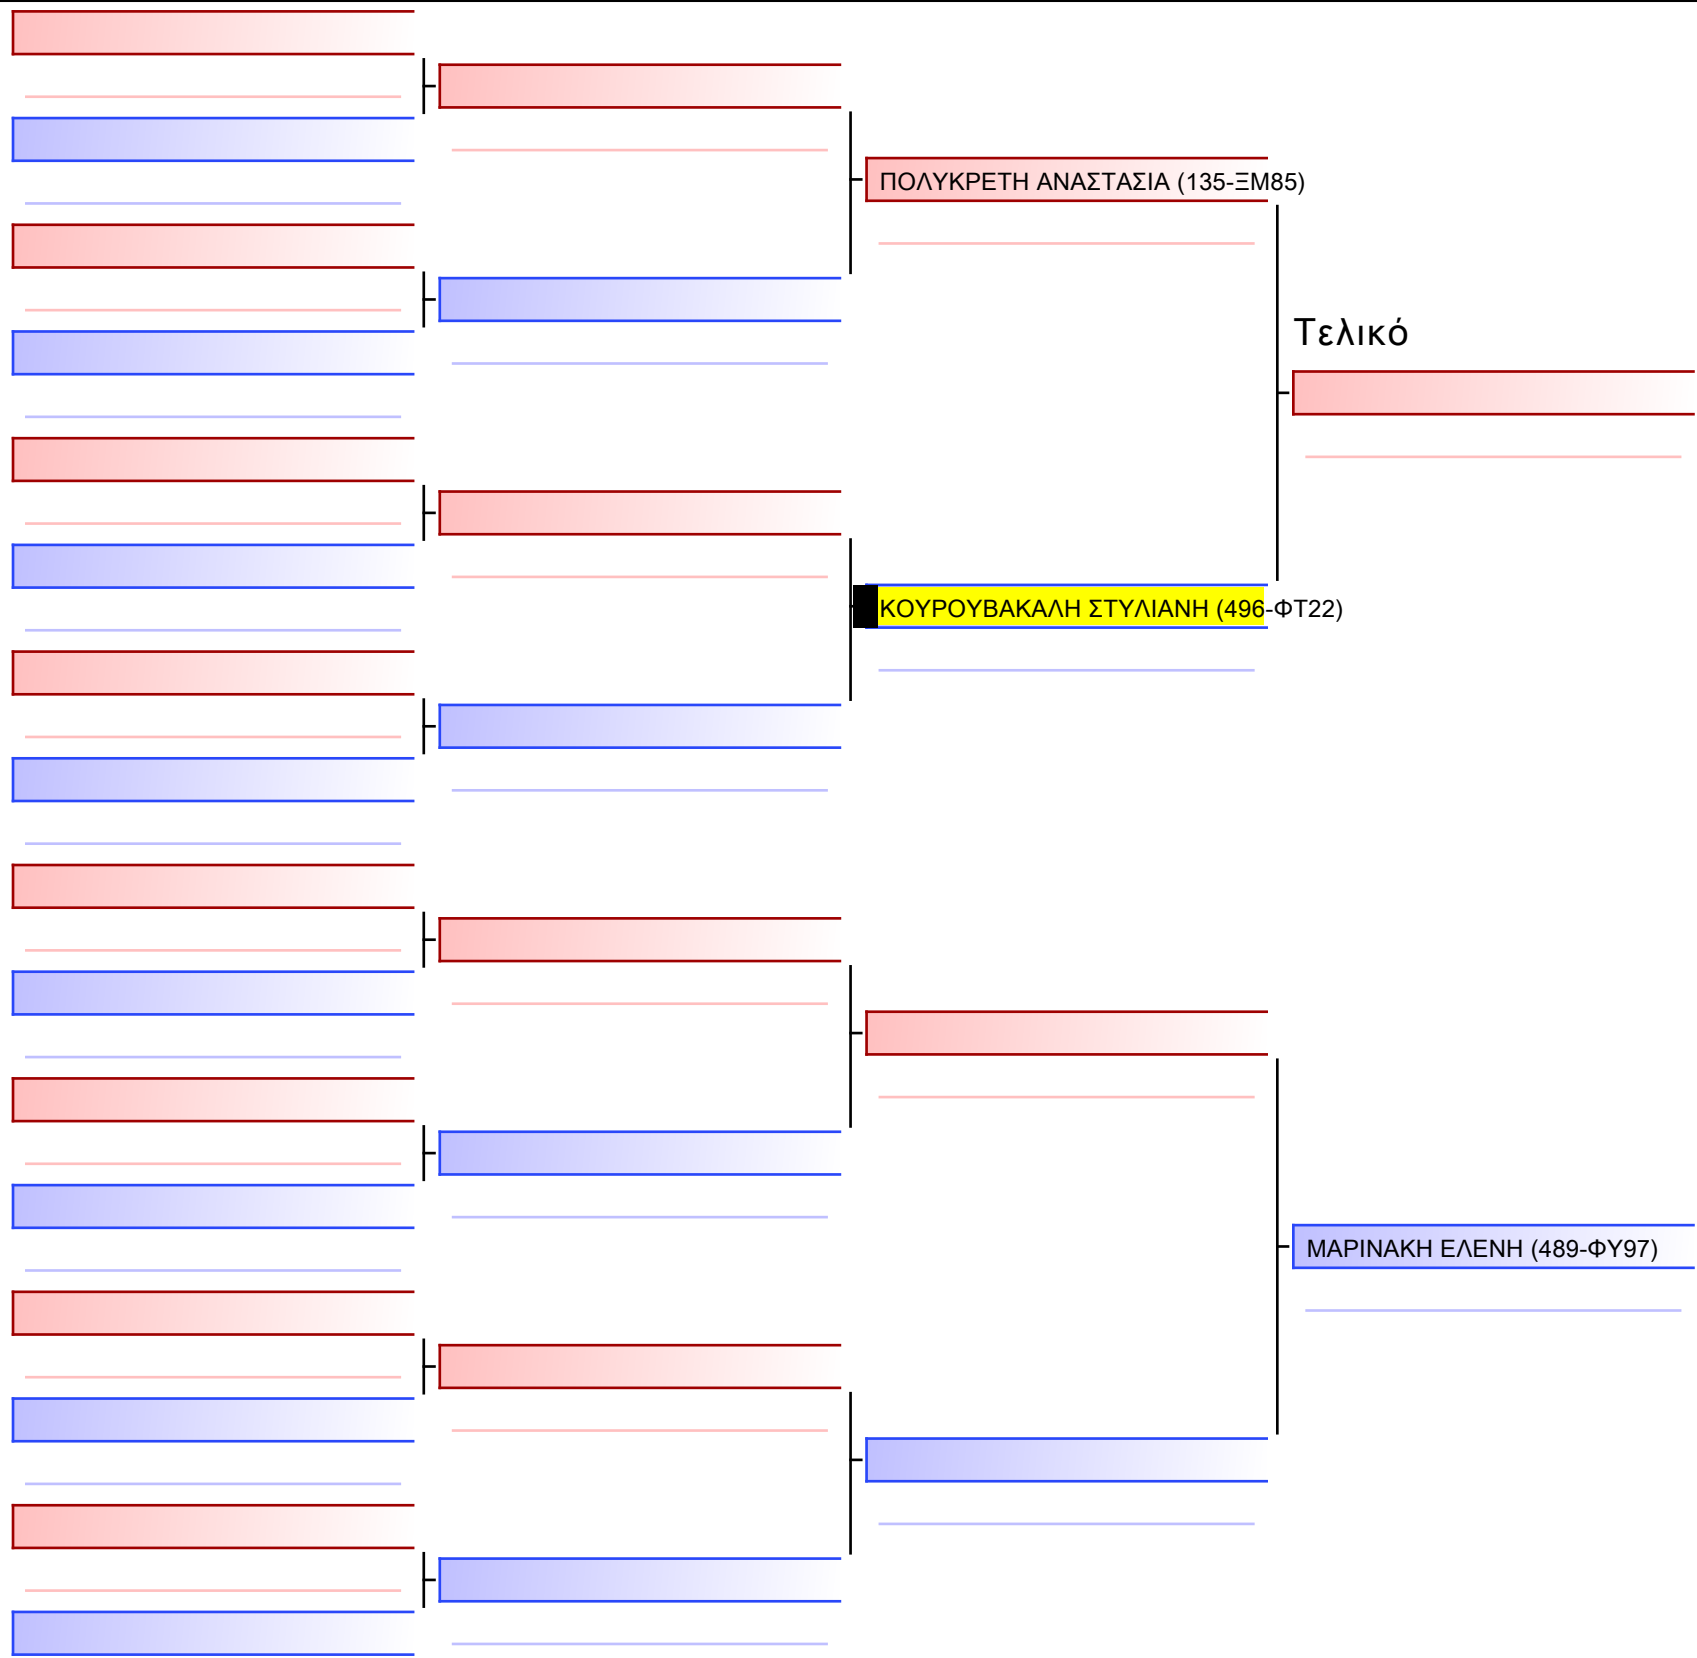 ΠΟΛΥΚΡΕΤΗ ΑΝΑΣΤΑΣΙΑ (135-ΞΜ85)
Τελικό
ΚΟΥΡΟΥΒΑΚΑΛΗ ΣΤΥΛΙΑΝΗ (496-ΦΤ22)
ΜΑΡΙΝΑΚΗ ΕΛΕΝΗ (489-ΦΥ97)